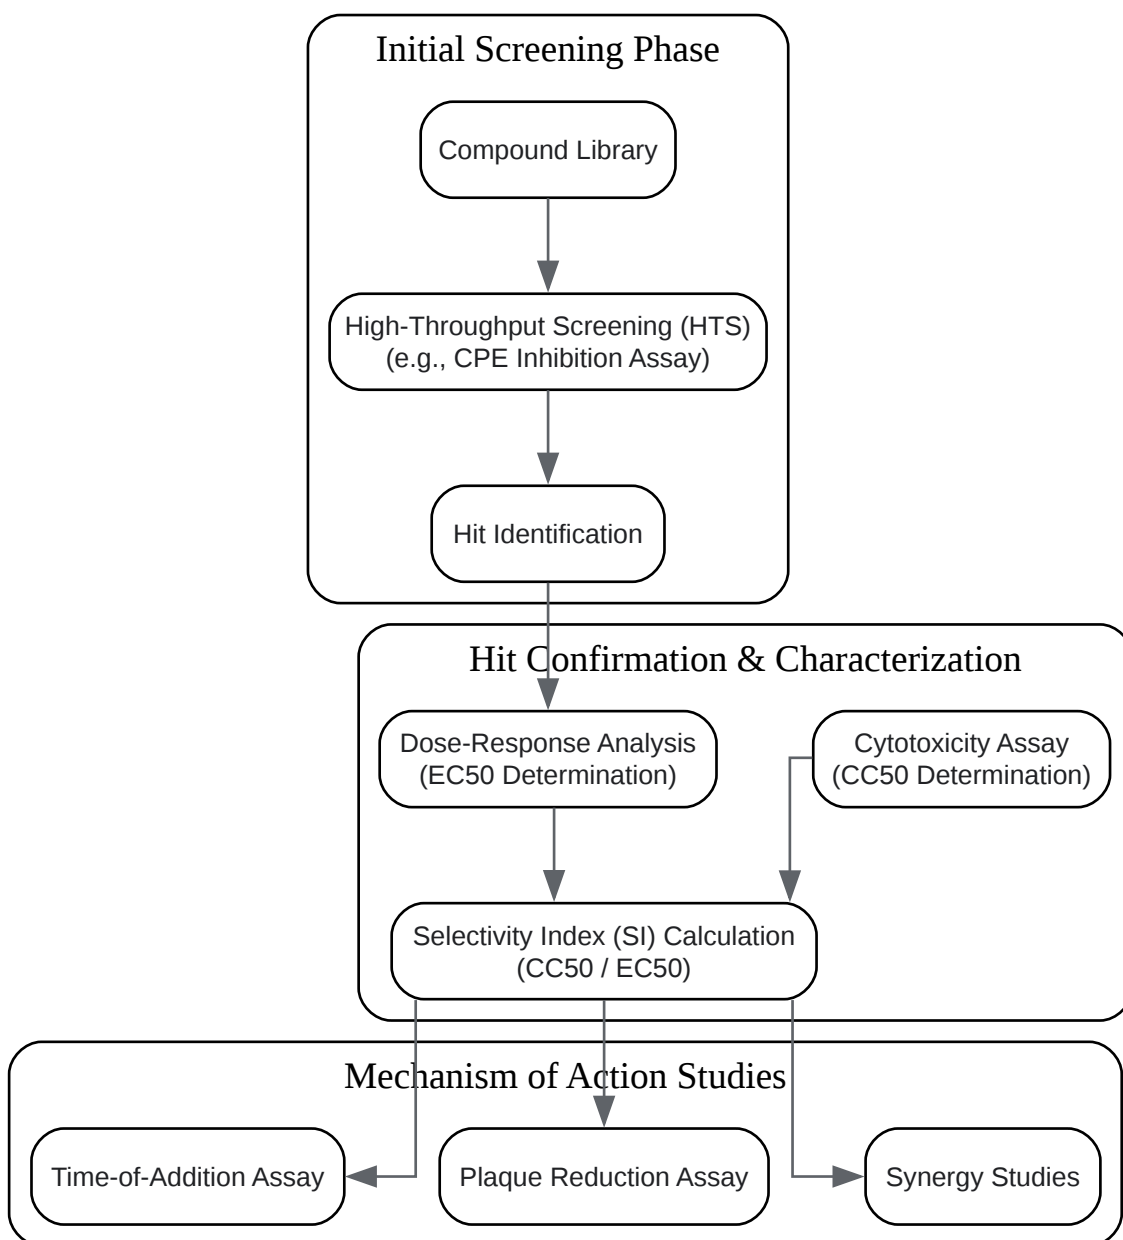 Initial Screening Phase
Compound Library
High-Throughput Screening (HTS)
(e.g., CPE Inhibition Assay)
Hit Identification
Hit Confirmation & Characterization
Dose-Response Analysis
(EC50 Determination)
Cytotoxicity Assay
(CC50 Determination)
Selectivity Index (SI) Calculation
(CC50 / EC50)
Mechanism of Action Studies
Time-of-Addition Assay
Plaque Reduction Assay
Synergy Studies